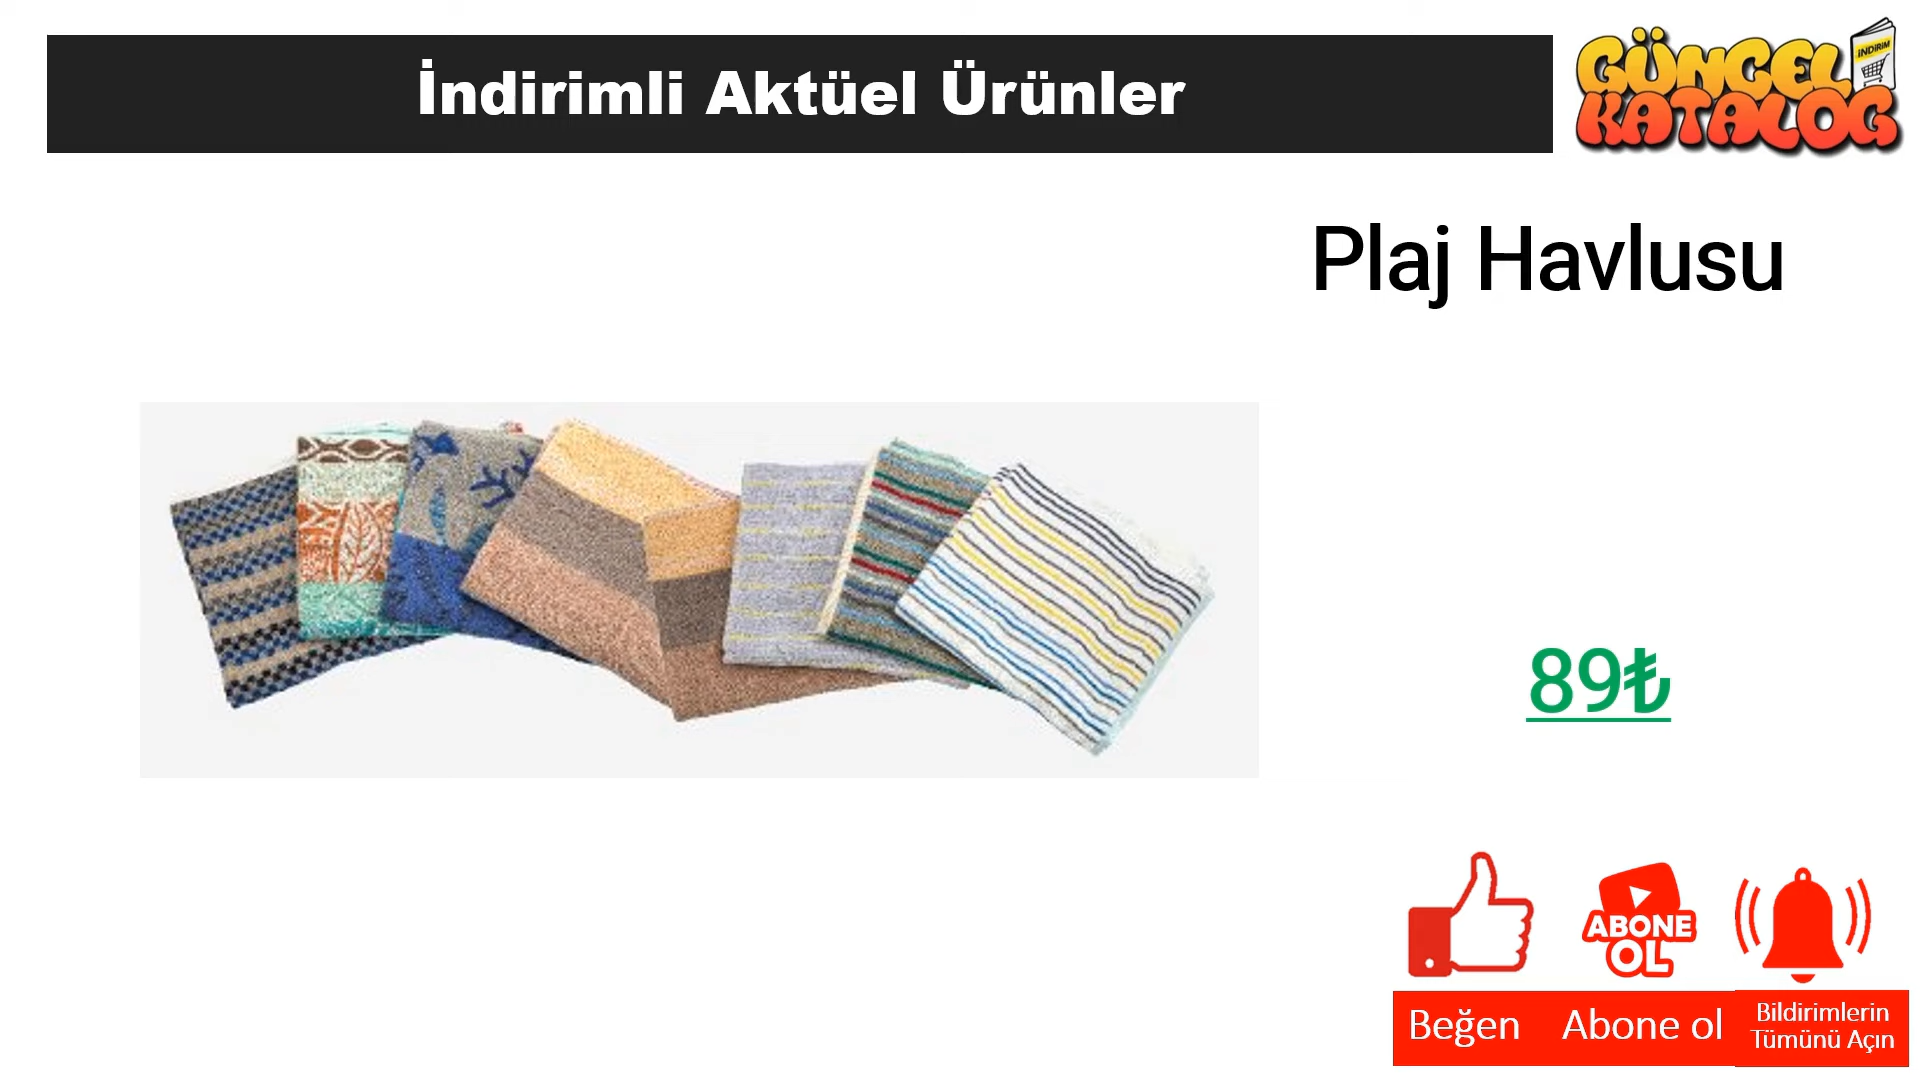 İndirimli Aktüel Ürünler
GÜNCEL
İNDİRİM
KATALOG
Plaj Havlusu
89₺
ABONE
OL
Beğen
Abone ol
Bildirimlerin
Tümünü Açın